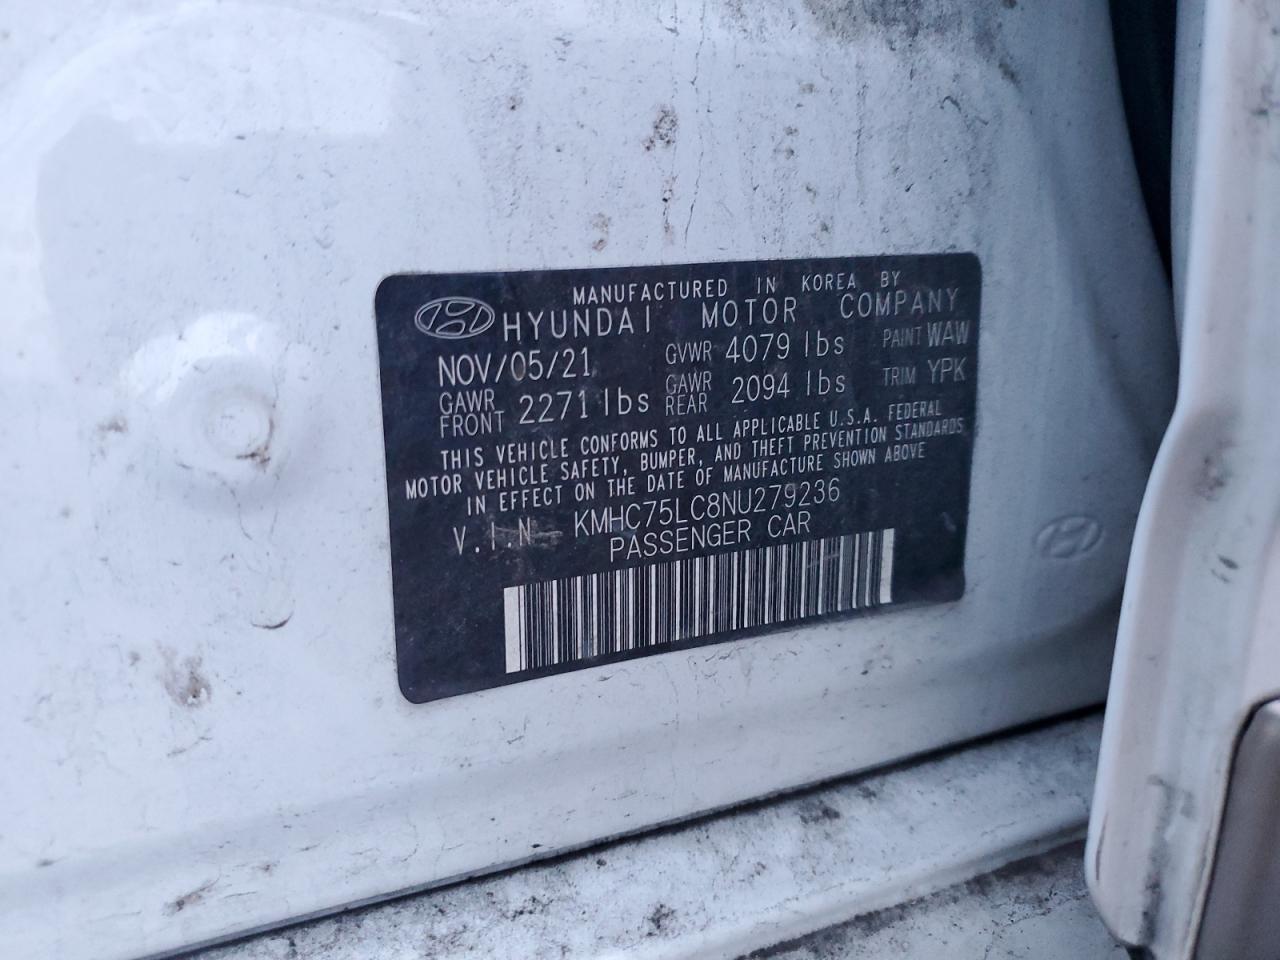 MANUFACTURED IN KOREA BY
HYUNDAI MOTOR COMPANY
NOV/05/21 GVWR 4079 lbs PAINT WAW
GAWR FRONT 2271 lbs GAWR REAR 2094 lbs TRIM YPK
THIS VEHICLE CONFORMS TO ALL APPLICABLE U.S.A. FEDERAL
MOTOR VEHICLE SAFETY, BUMPER, AND THEFT PREVENTION STANDARDS
IN EFFECT ON THE DATE OF MANUFACTURE SHOWN ABOVE
V.I.N KMHC75LC8NU279236
PASSENGER CAR